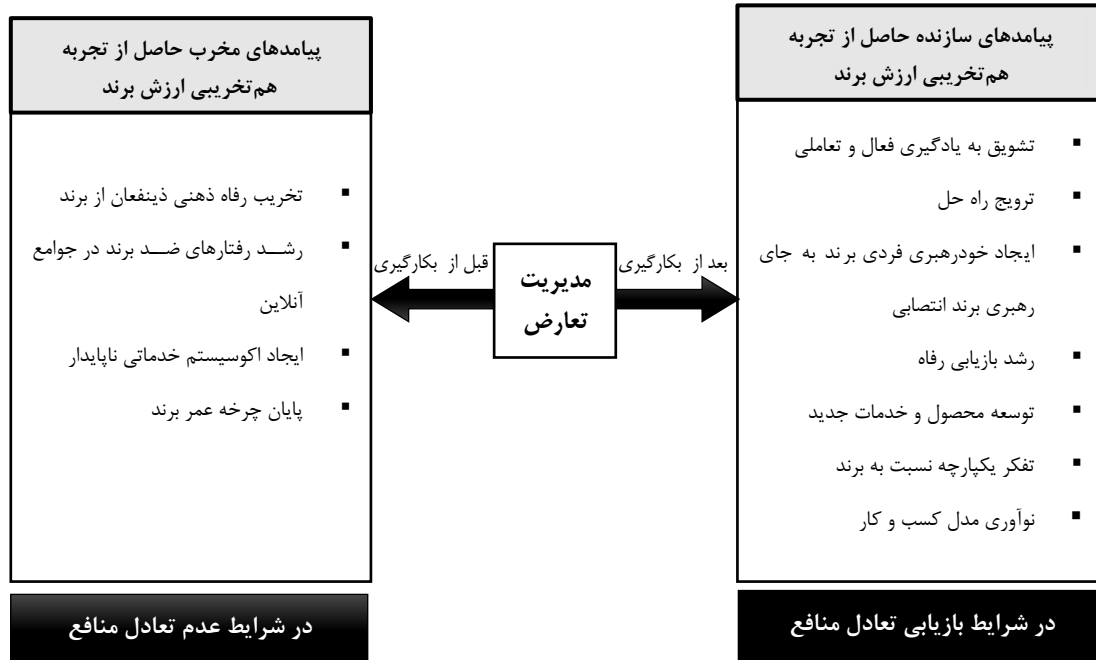 پیامدهای سازنده حاصل از تجربه
هم‌تخریبی ارزش برند
▪ تشویق به یادگیری فعال و تعاملی
▪ ترویج راه حل
▪ ایجاد خودرهبری فردی برند به جای
رهبری برند انتصابی
▪ رشد بازیابی رفاه
▪ توسعه محصول و خدمات جدید
▪ تفکر یکپارچه نسبت به برند
▪ نوآوری مدل کسب و کار
در شرایط بازیابی تعادل منافع
بعد از بکارگیری
مدیریت
تعارض
قبل از بکارگیری
پیامدهای مخرب حاصل از تجربه
هم‌تخریبی ارزش برند
▪ تخریب رفاه ذهنی ذینفعان از برند
▪ رشد رفتارهای ضد برند در جوامع
آنلاین
▪ ایجاد اکوسیستم خدماتی ناپایدار
▪ پایان چرخه عمر برند
در شرایط عدم تعادل منافع